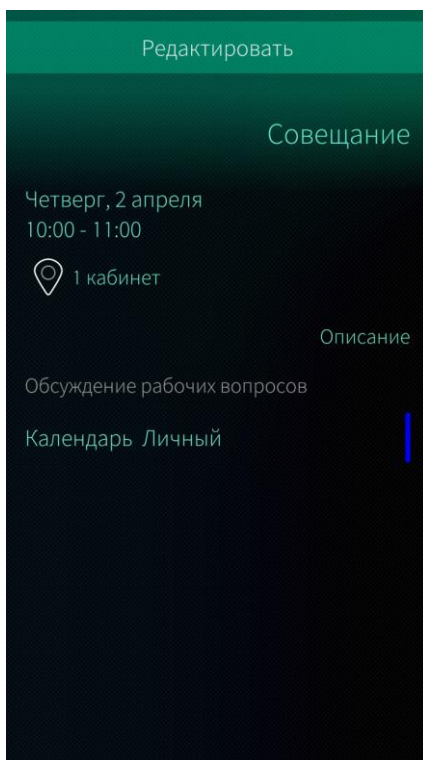 Редактировать
Совещание
Четверг, 2 апреля
10:00 - 11:00
1 кабинет
Описание
Обсуждение рабочих вопросов
Календарь Личный